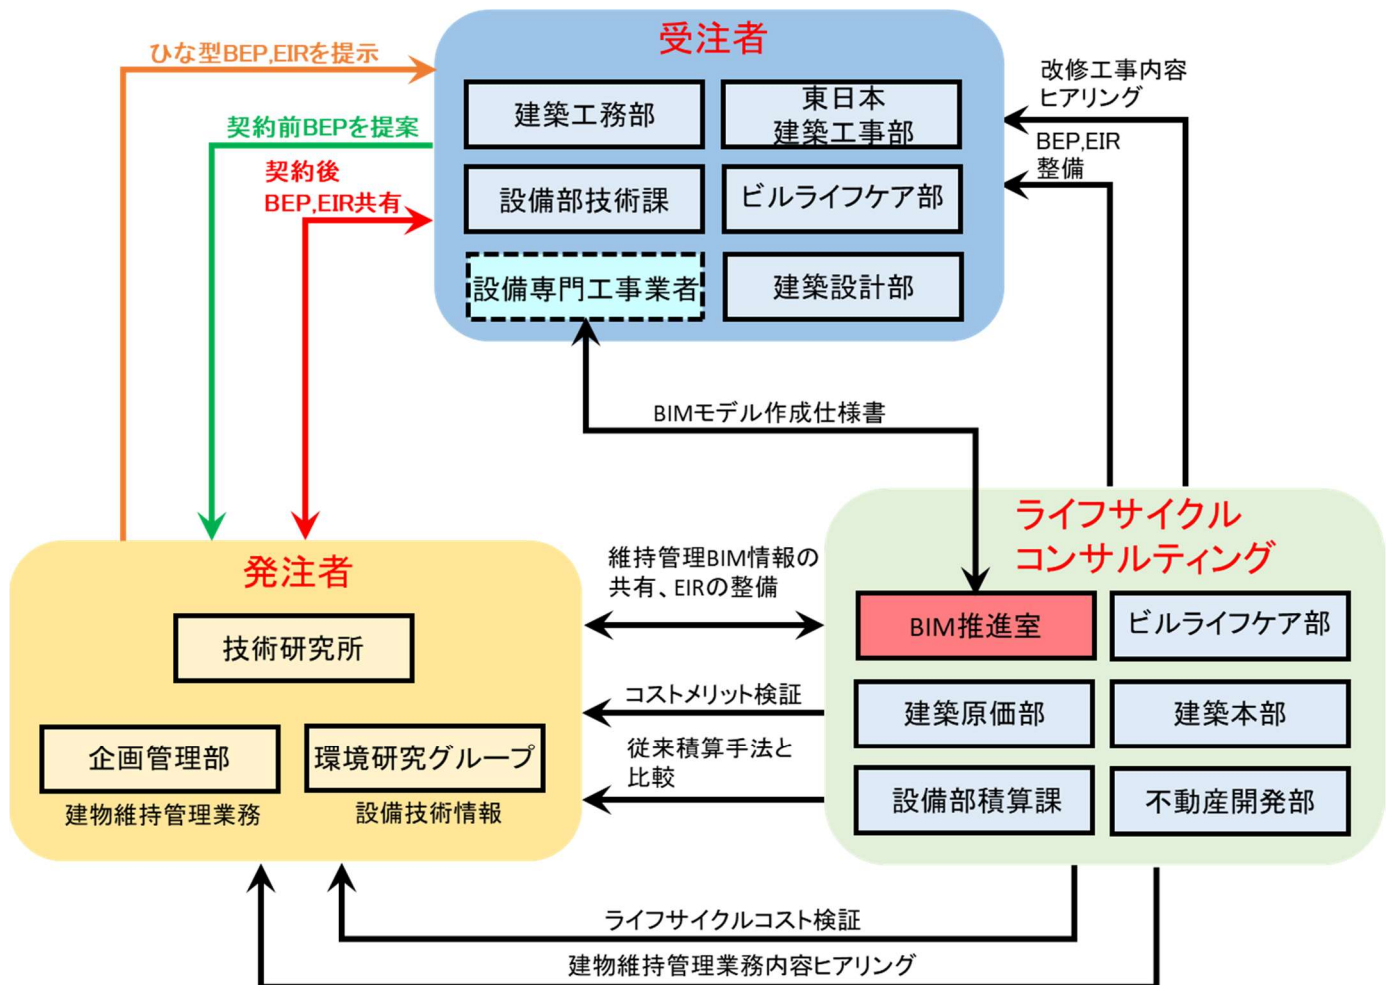 受注者
ひな型BEP,EIRを提示
契約前BEPを提案
契約後
BEP,EIR共有
建築工務部
東日本
建築工事部
設備部技術課
ビルライフケア部
設備専門工事業者
建築設計部
改修工事内容
ヒアリング
BEP,EIR
整備
BIMモデル作成仕様書
発注者
技術研究所
企画管理部
環境研究グループ
建物維持管理業務
設備技術情報
維持管理BIM情報の
共有、EIRの整備
コストメリット検証
従来積算手法と
比較
ライフサイクル
コンサルティング
BIM推進室
ビルライフケア部
建築原価部
建築本部
設備部積算課
不動産開発部
ライフサイクルコスト検証
建物維持管理業務内容ヒアリング